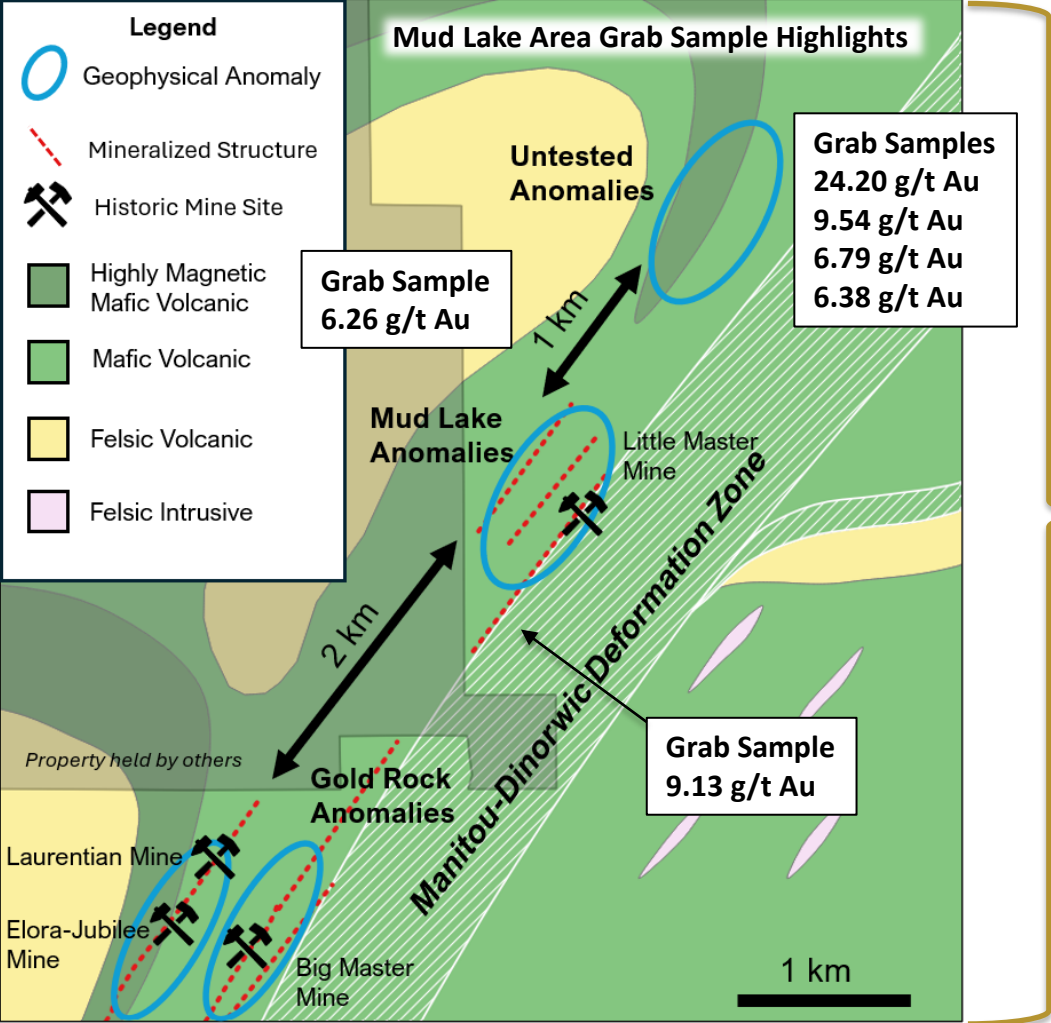 Legend
Geophysical Anomaly
Mineralized Structure
Historic Mine Site
Highly Magnetic
Mafic Volcanic
Mafic Volcanic
Felsic Volcanic
Felsic Intrusive
Mud Lake Area Grab Sample Highlights
Untested
Anomalies
Grab Samples
24.20 g/t Au
9.54 g/t Au
6.79 g/t Au
6.38 g/t Au
Grab Sample
6.26 g/t Au
1 km
Mud Lake
Anomalies
Little Master
Mine
2 km
Manitou-Dinorwic Deformation Zone
Grab Sample
9.13 g/t Au
Property held by others
Gold Rock
Anomalies
Laurentian Mine
Elora-Jubilee
Mine
Big Master
Mine
1 km